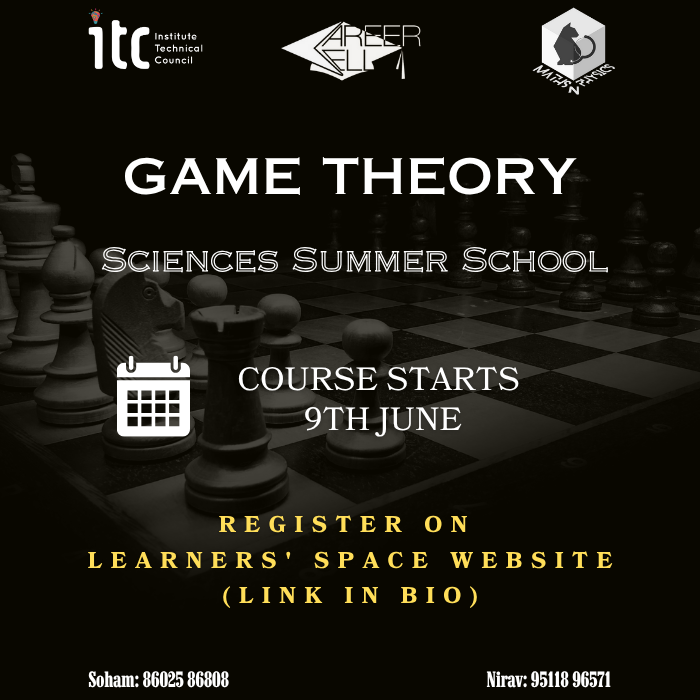 itc Institute
Technical
Council
CAREER
CELL
MATHS N PHYSICS
GAME THEORY
Sciences Summer School
COURSE STARTS
9TH JUNE
REGISTER ON
LEARNERS' SPACE WEBSITE
(LINK IN BIO)
Soham: 86025 86808
Nirav: 95118 96571